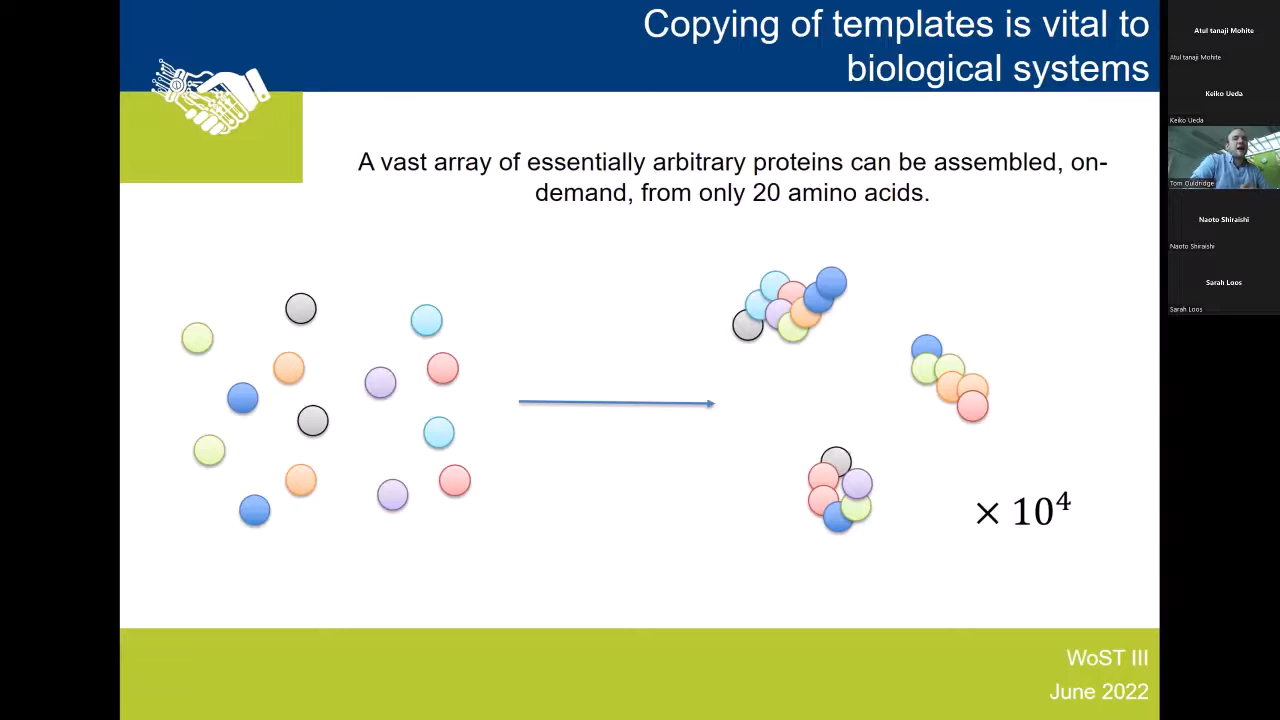 Copying of templates is vital to
biological systems
A vast array of essentially arbitrary proteins can be assembled, on-
demand, from only 20 amino acids.
× 10⁴
WoST III
June 2022
Atul tanaji Mohite
Atul tanaji Mohite
Keiko Ueda
Keiko Ueda
Tom Ouldridge
Naoto Shiraishi
Naoto Shiraishi
Sarah Loos
Sarah Loos